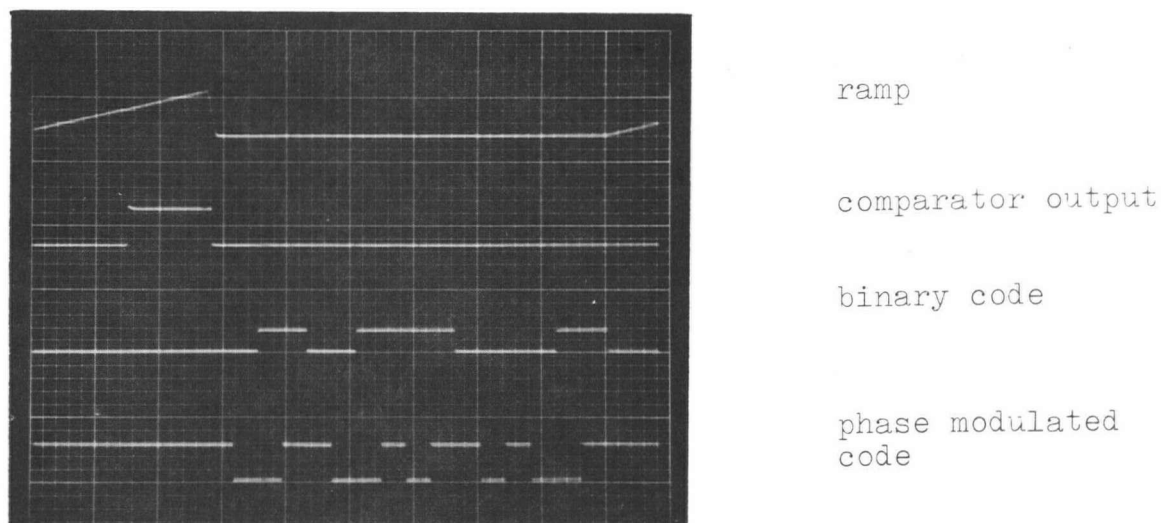 ramp
comparator output
binary code
phase modulated
code